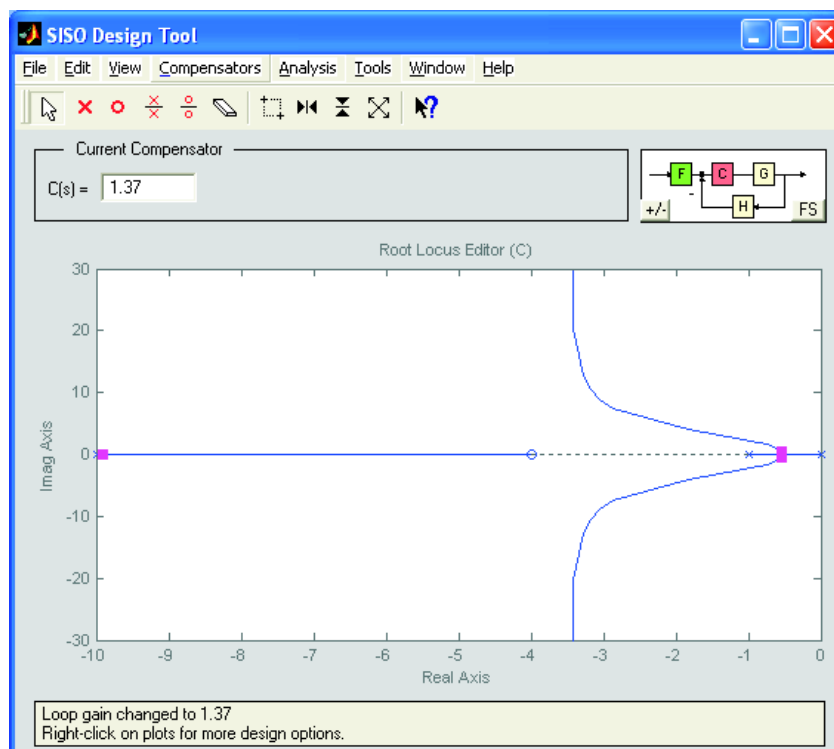 SISO Design Tool
File Edit View Compensators Analysis Tools Window Help
Current Compensator
C(s) = 1.37
F C G
H
+/- FS
Root Locus Editor (C)
Imag Axis
30
20
10
0
-10
-20
-30
-10 -9 -8 -7 -6 -5 -4 -3 -2 -1 0
Real Axis
Loop gain changed to 1.37
Right-click on plots for more design options.